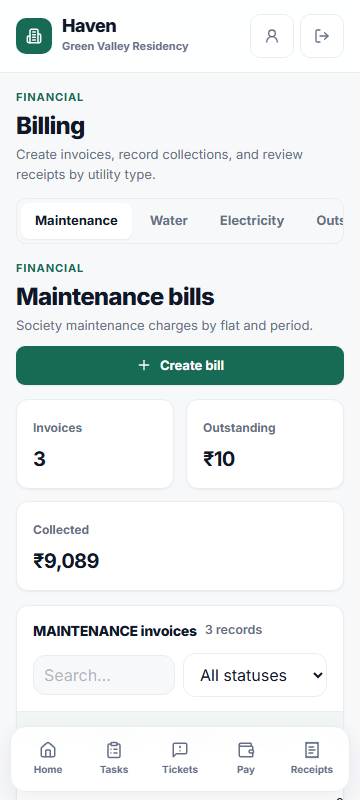 Haven
Green Valley Residency
FINANCIAL
Billing
Create invoices, record collections, and review
receipts by utility type.
Maintenance Water Electricity Outs
FINANCIAL
Maintenance bills
Society maintenance charges by flat and period.
+ Create bill
Invoices Outstanding
3 ₹10
Collected
₹9,089
MAINTENANCE invoices 3 records
Search... All statuses
Home Tasks Tickets Pay Receipts